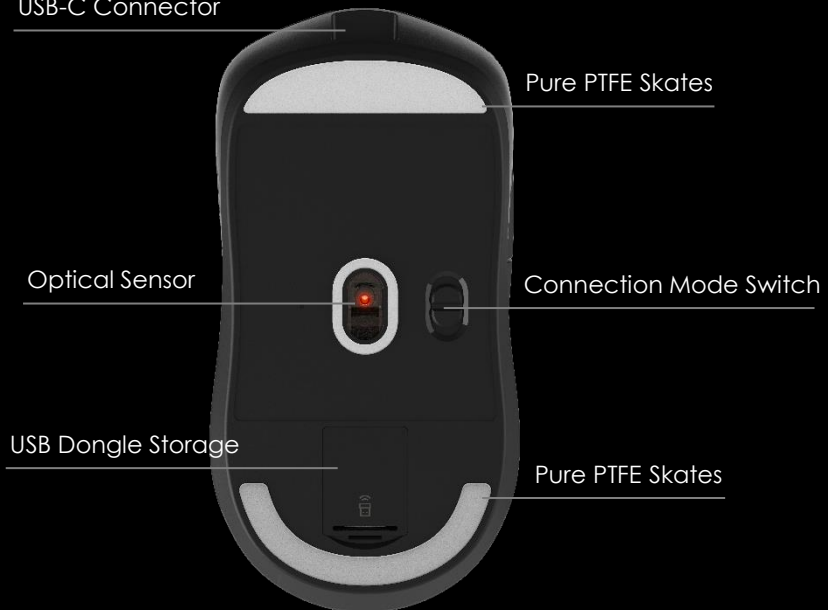 USB-C Connector
Pure PTFE Skates
Optical Sensor
Connection Mode Switch
USB Dongle Storage
Pure PTFE Skates